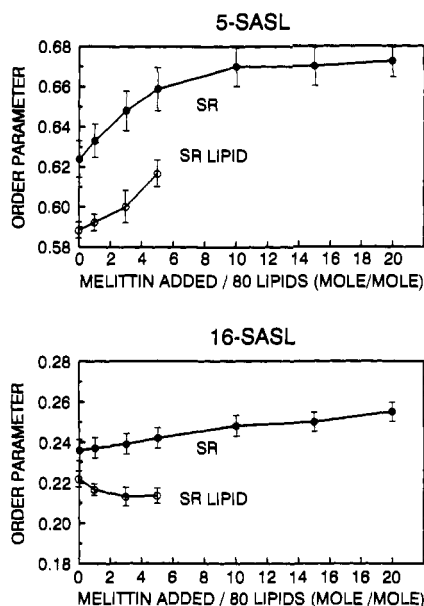 5-SASL
ORDER PARAMETER
0.68
0.66
0.64
0.62
0.60
0.58
SR
SR LIPID
0 2 4 6 8 10 12 14 16 18 20
MELITTIN ADDED / 80 LIPIDS (MOLE/MOLE)
16-SASL
ORDER PARAMETER
0.28
0.26
0.24
0.22
0.20
0.18
SR
SR LIPID
0 2 4 6 8 10 12 14 16 18 20
MELITTIN ADDED / 80 LIPIDS (MOLE /MOLE)